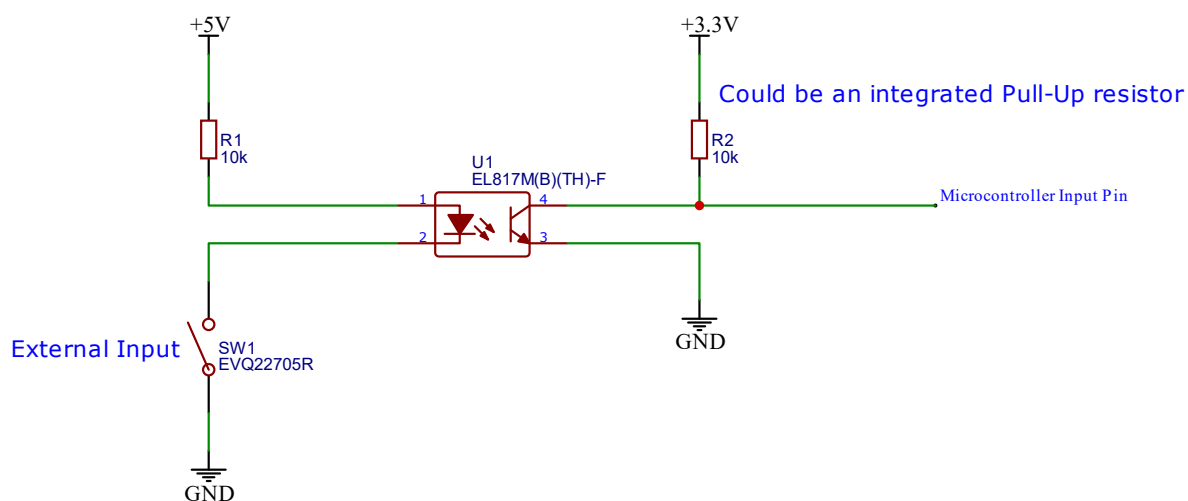 +5V
+3.3V
Could be an integrated Pull-Up resistor
R1
10k
R2
10k
U1
EL817M(B)(TH)-F
1
4
Microcontroller Input Pin
2
3
External Input
SW1
EVQ22705R
GND
GND